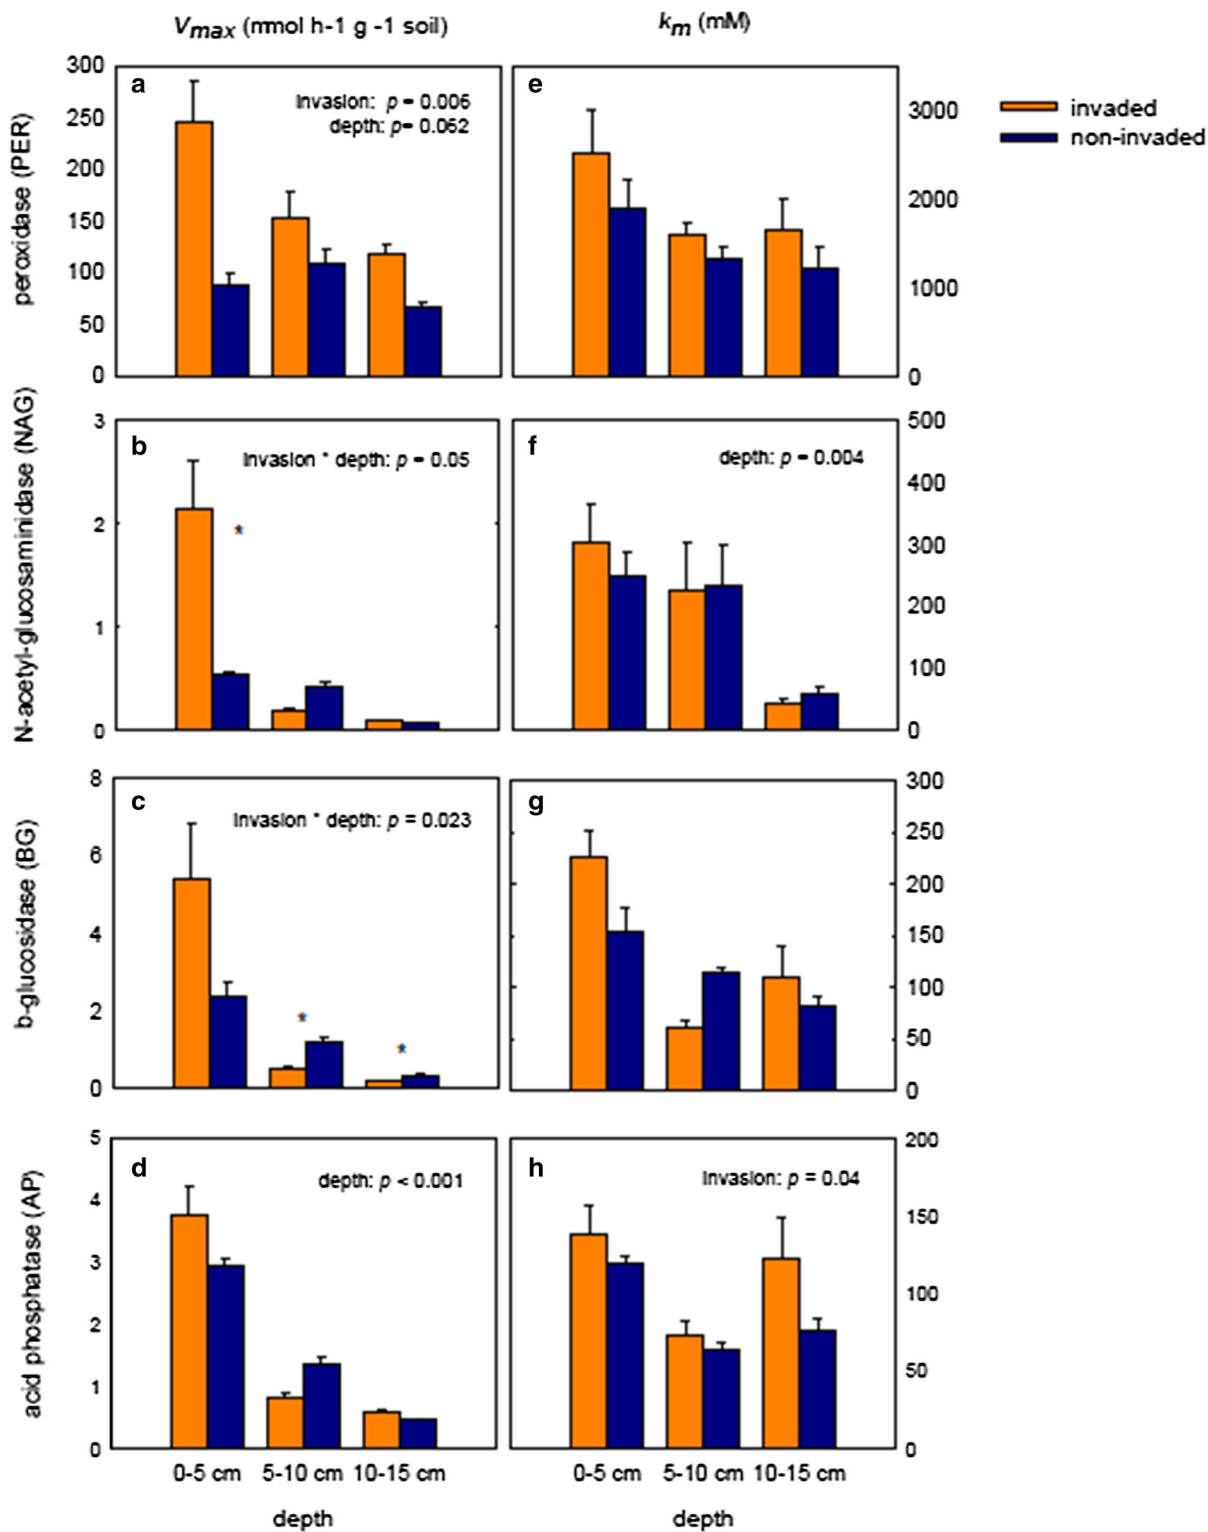 Vmax (mmol h-1 g -1 soil)
km (mM)
invaded
non-invaded
peroxidase (PER)
300
250
200
150
100
50
0
a
Invasion: p = 0.006
depth: p= 0.062
e
3000
2000
1000
0
N-acetyl-glucosaminidase (NAG)
3
2
1
0
b
Invasion * depth: p = 0.05
*
f
depth: p = 0.004
500
400
300
200
100
0
b-glucosidase (BG)
8
6
4
2
0
c
Invasion * depth: p = 0.023
*
*
g
300
250
200
150
100
50
0
acid phosphatase (AP)
5
4
3
2
1
0
d
depth: p < 0.001
h
Invasion: p = 0.04
200
150
100
50
0
0-5 cm 5-10 cm 10-15 cm
0-5 cm 5-10 cm 10-15 cm
depth
depth